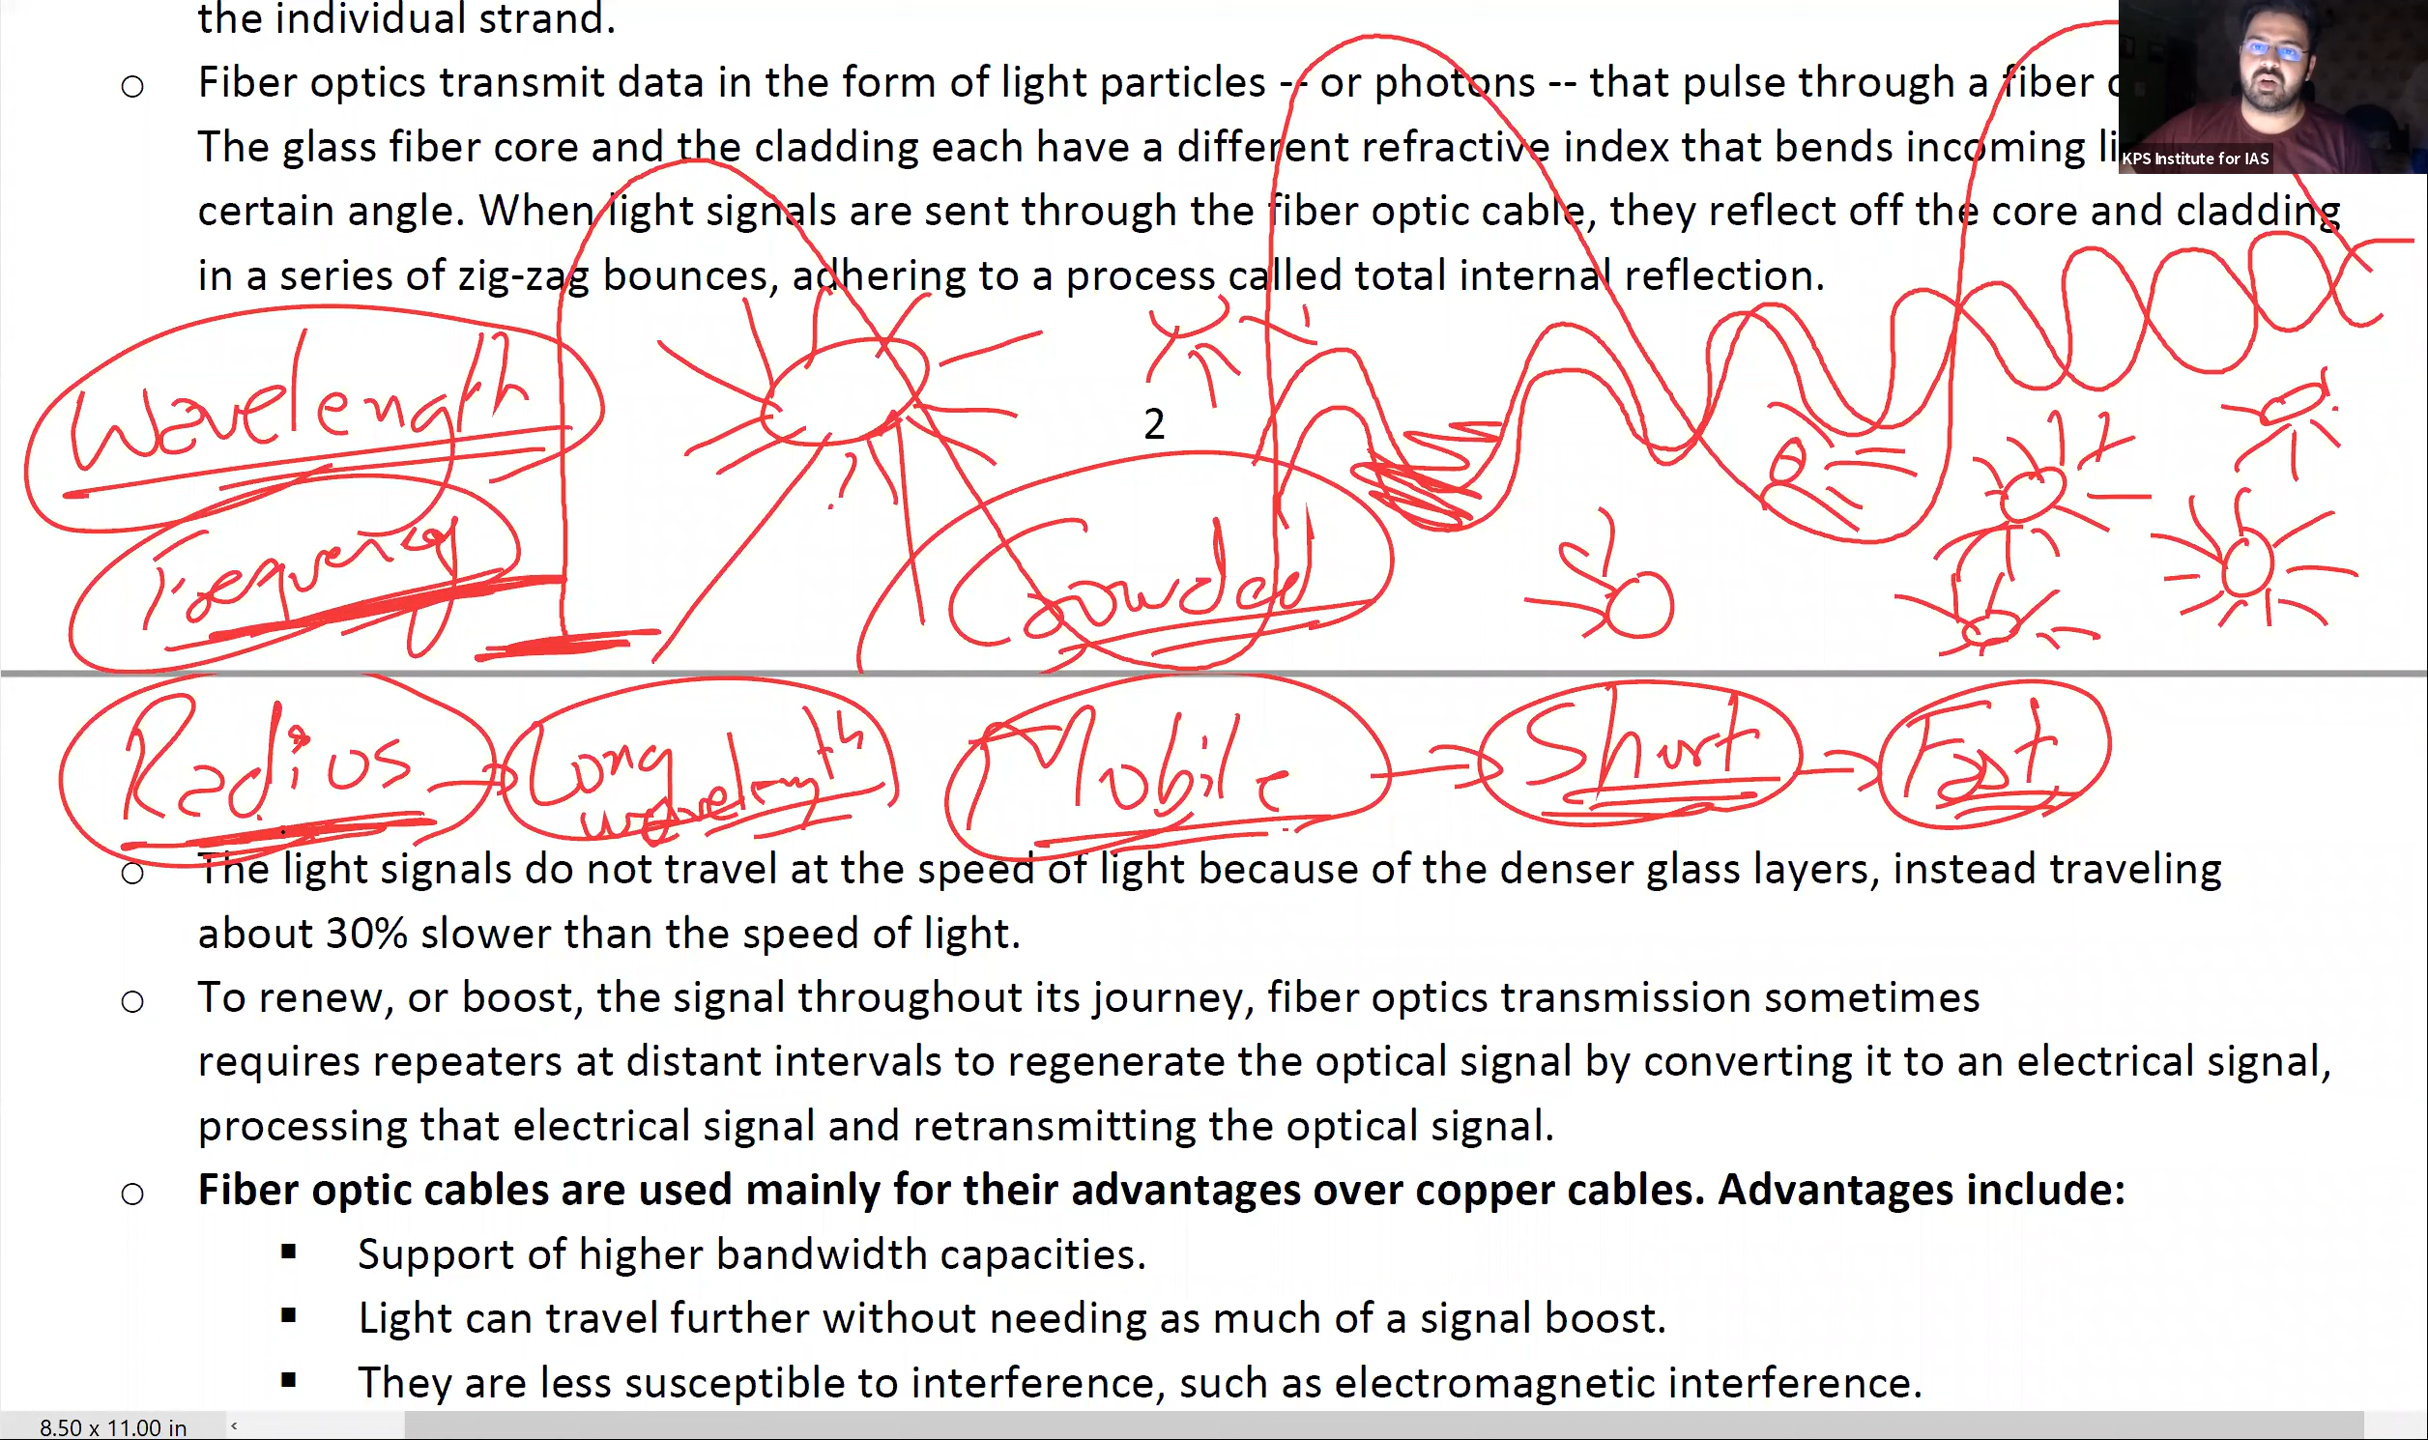 the individual strand.
o Fiber optics transmit data in the form of light particles -- or photons -- that pulse through a fiber
The glass fiber core and the cladding each have a different refractive index that bends incoming
KPS Institute for IAS
certain angle. When light signals are sent through the fiber optic cable, they reflect off the core and cladding
in a series of zig-zag bounces, adhering to a process called total internal reflection.
Wavelength
2
?
Frequency
Crowded
Radios Long wavelength Mobile Short Fast
o The light signals do not travel at the speed of light because of the denser glass layers, instead traveling
about 30% slower than the speed of light.
o To renew, or boost, the signal throughout its journey, fiber optics transmission sometimes
requires repeaters at distant intervals to regenerate the optical signal by converting it to an electrical signal,
processing that electrical signal and retransmitting the optical signal.
o Fiber optic cables are used mainly for their advantages over copper cables. Advantages include:
▪ Support of higher bandwidth capacities.
▪ Light can travel further without needing as much of a signal boost.
▪ They are less susceptible to interference, such as electromagnetic interference.
8.50 x 11.00 in